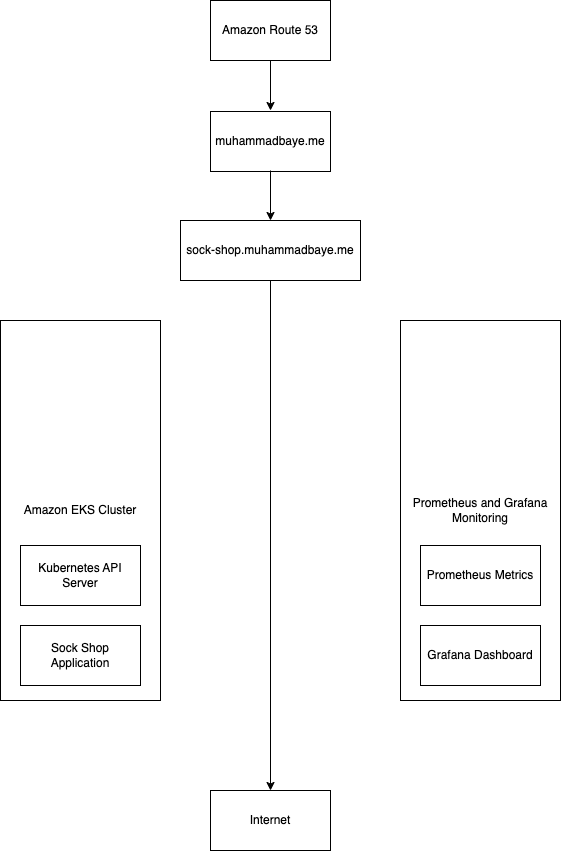 Amazon Route 53
muhammadbaye.me
sock-shop.muhammadbaye.me
Amazon EKS Cluster
Kubernetes API
Server
Sock Shop
Application
Prometheus and Grafana
Monitoring
Prometheus Metrics
Grafana Dashboard
Internet